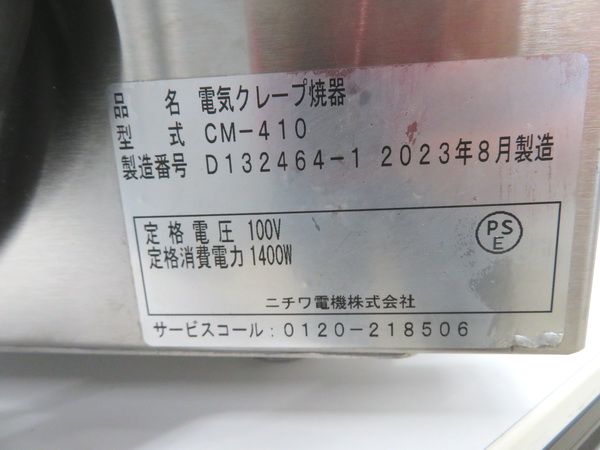 品名 電気クレープ焼器
型式 CM-410
製造番号 D132464-1 2023年8月製造
定格電圧 100V
定格消費電力 1400W
PS
E
ニチワ電機株式会社
サービスコール:0120-218506